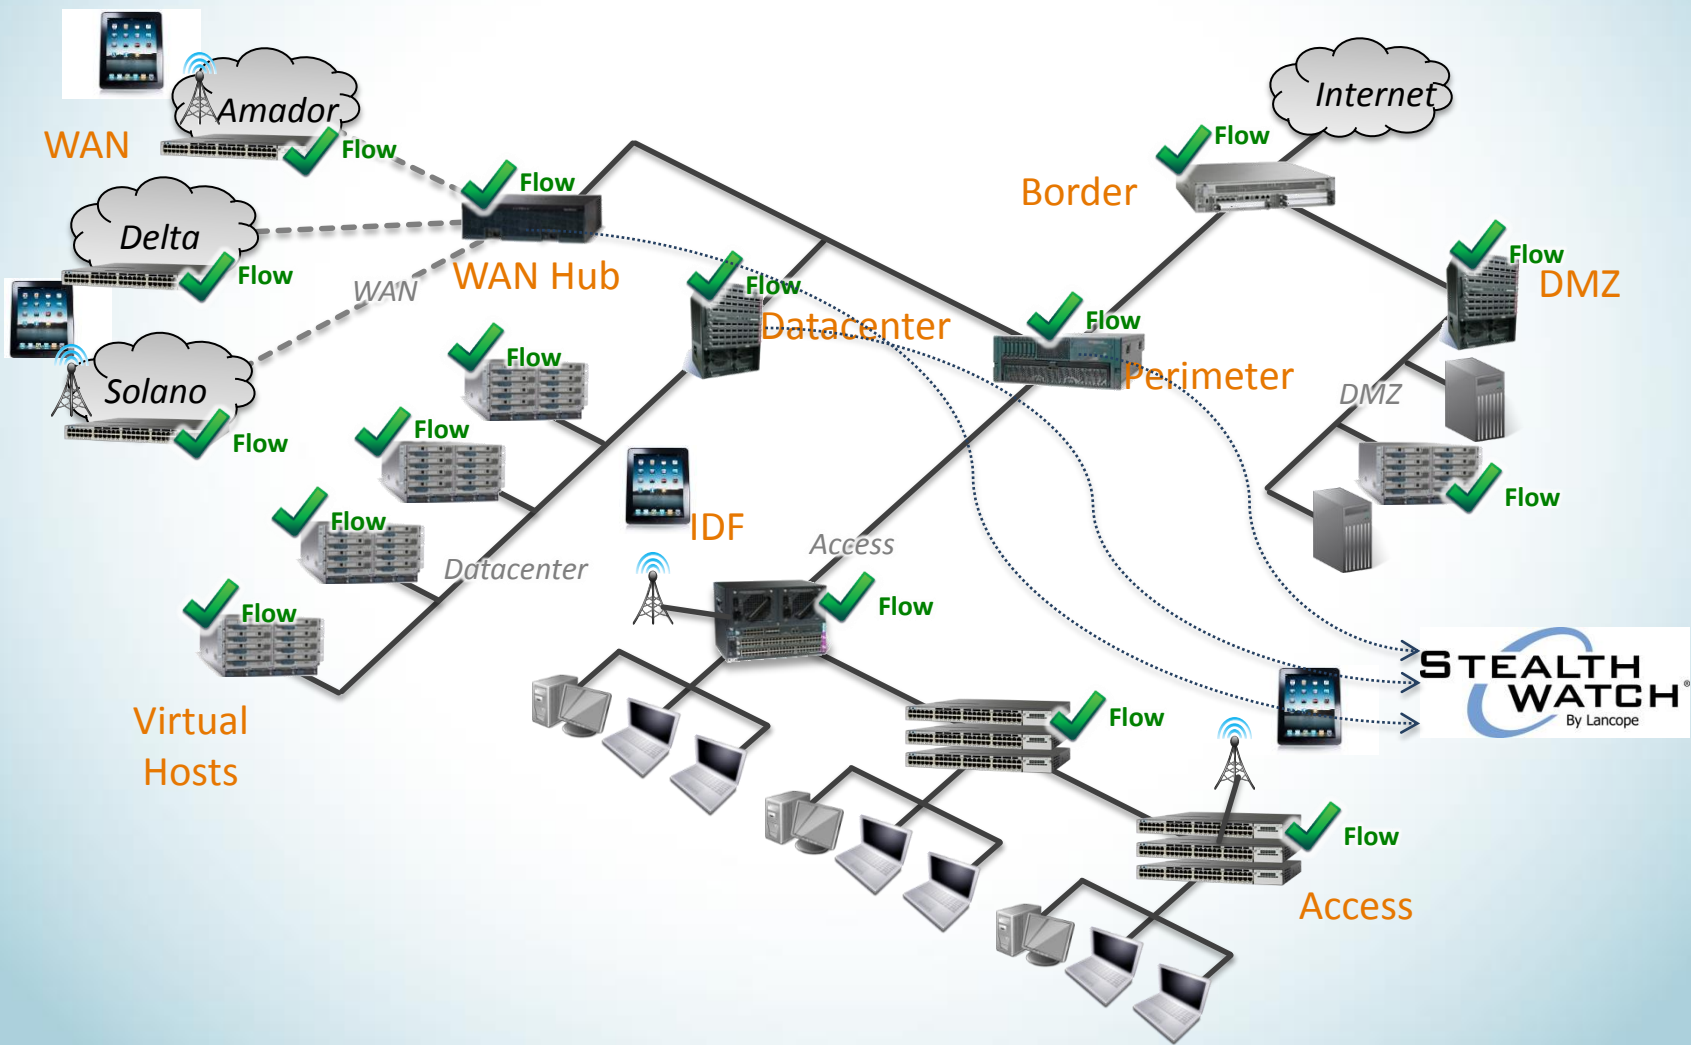 Amador
WAN
Flow
Flow
Internet
Flow
Border
Delta
Flow
WAN
WAN Hub
Flow
Flow
DMZ
Flow
Datacenter
Flow
Perimeter
Solano
Flow
Flow
DMZ
Flow
Flow
Flow
IDF
Access
Datacenter
Flow
Flow
Virtual
Hosts
Flow
STEALTH
WATCH®
By Lancope
Flow
Access